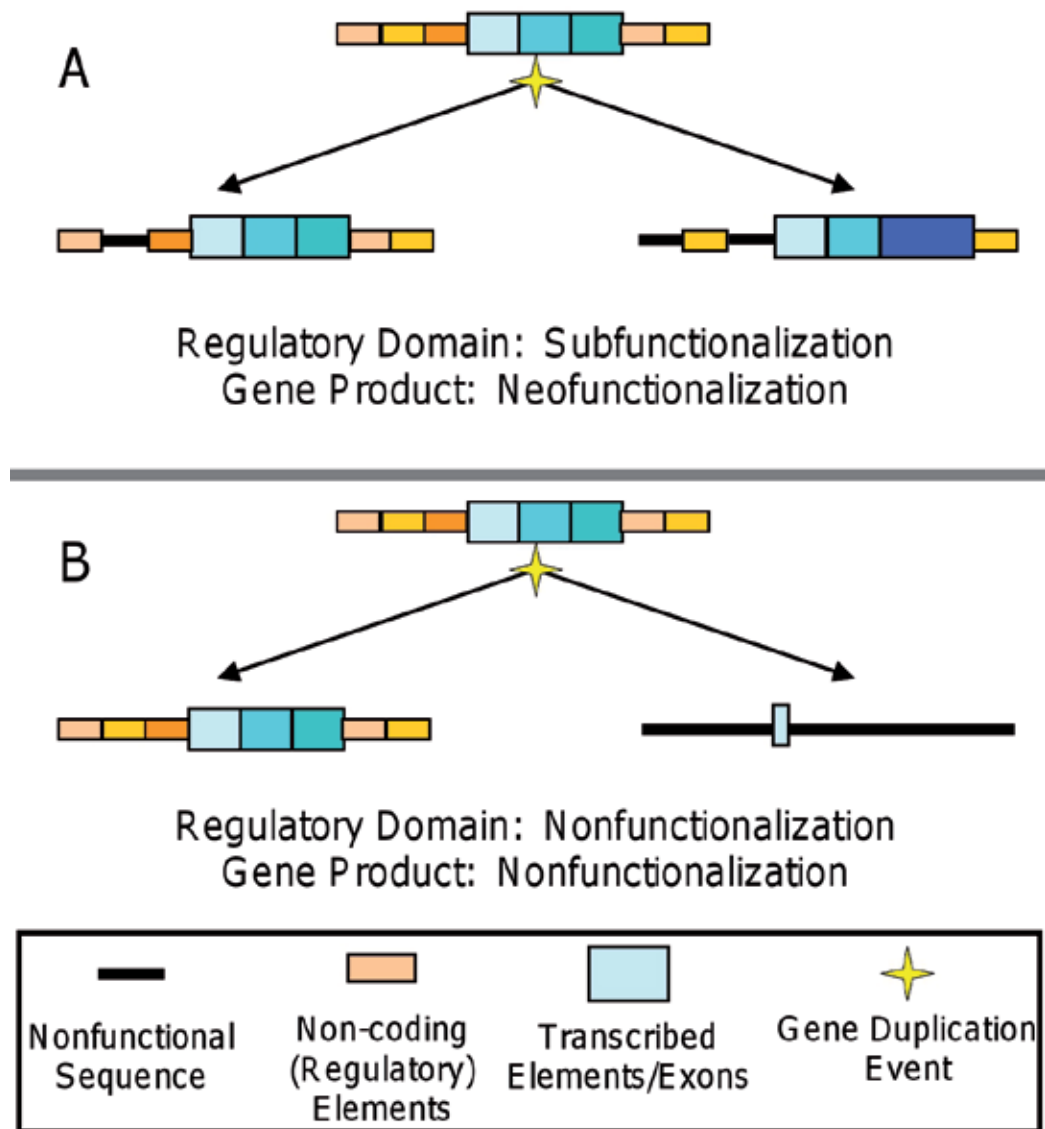 A
Regulatory Domain: Subfunctionalization
Gene Product: Neofunctionalization
B
Regulatory Domain: Nonfunctionalization
Gene Product: Nonfunctionalization
Nonfunctional
Sequence
Non-coding
(Regulatory)
Elements
Transcribed
Elements/Exons
Gene Duplication
Event